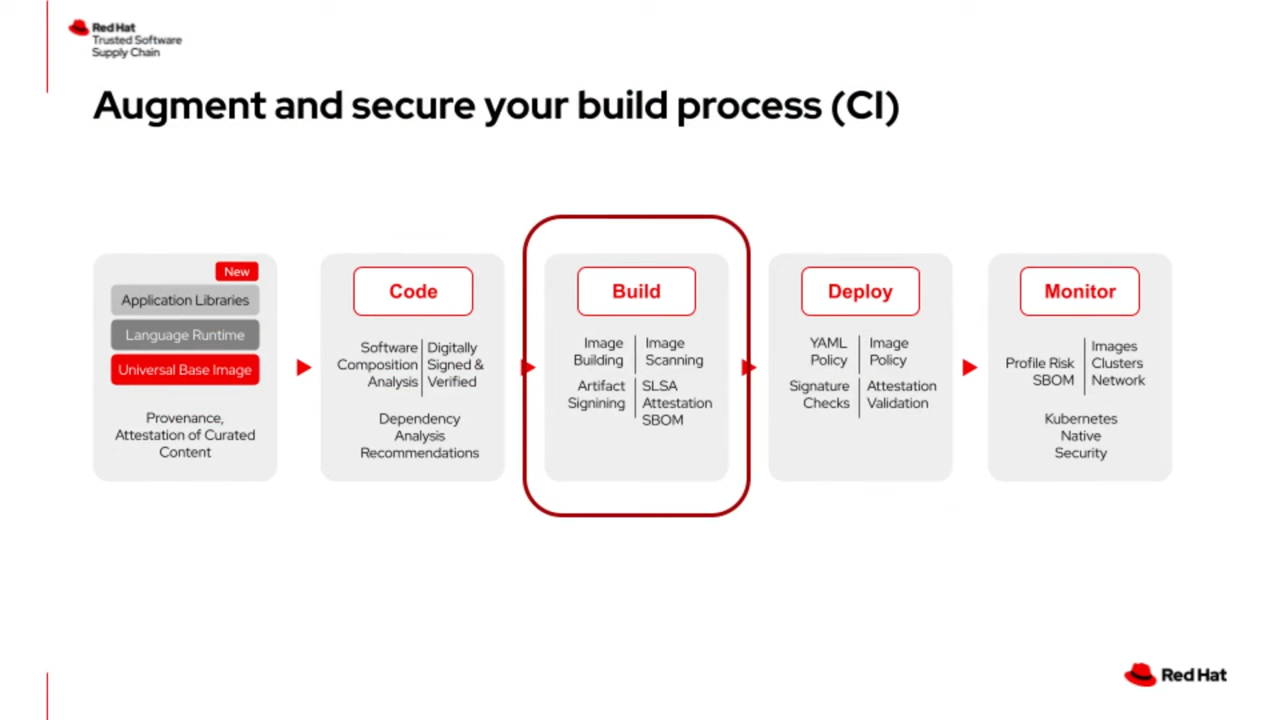 Red Hat
Trusted Software
Supply Chain
Augment and secure your build process (CI)
New
Application Libraries
Language Runtime
Universal Base Image
Provenance,
Attestation of Curated
Content
Code
Software
Composition
Analysis
Digitally
Signed &
Verified
Dependency
Analysis
Recommendations
Build
Image
Building
Image
Scanning
Artifact
Signining
SLSA
Attestation
SBOM
Deploy
YAML
Policy
Image
Policy
Signature
Checks
Attestation
Validation
Monitor
Profile Risk
SBOM
Images
Clusters
Network
Kubernetes
Native
Security
Red Hat